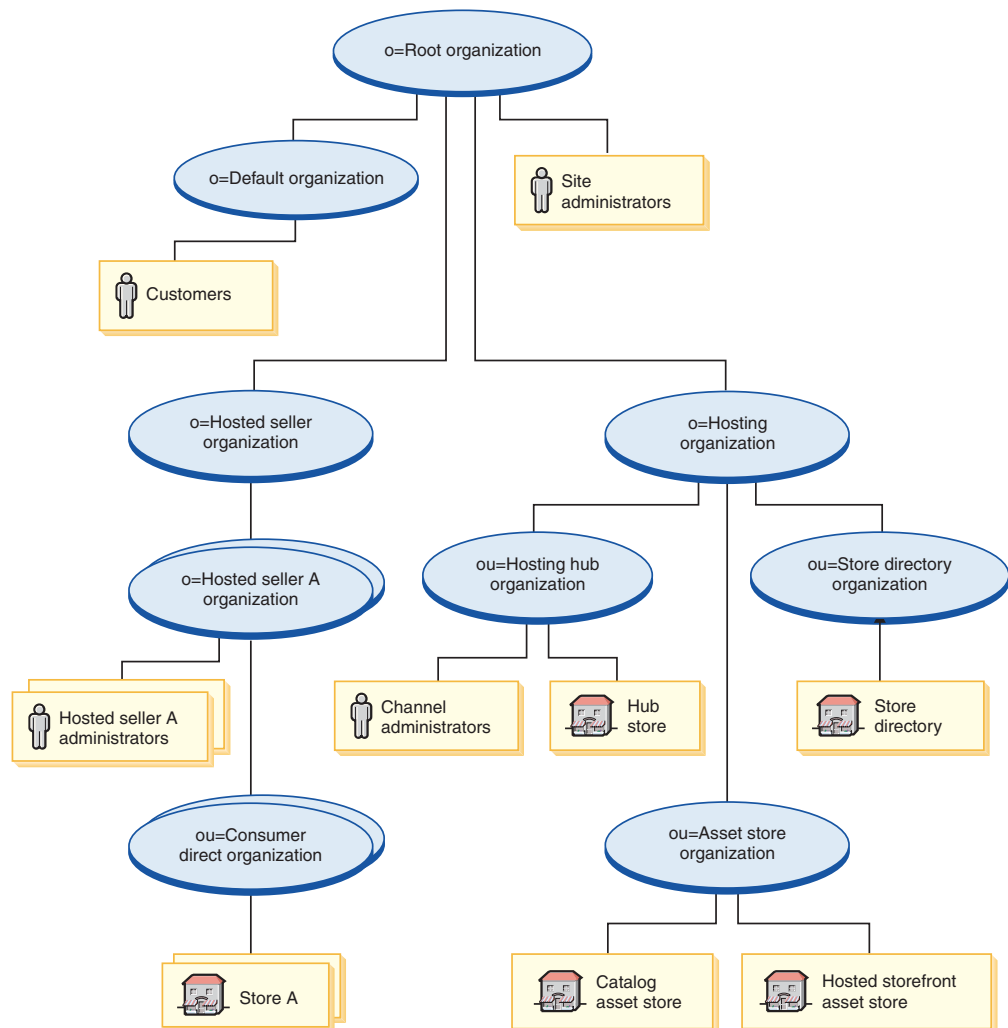 o=Root organization
o=Default organization
Site
administrators
Customers
o=Hosted seller
organization
o=Hosting
organization
o=Hosted seller A
organization
ou=Hosting hub
organization
ou=Store directory
organization
Hosted seller A
administrators
Channel
administrators
Hub
store
Store
directory
ou=Consumer
direct organization
ou=Asset store
organization
Store A
Catalog
asset store
Hosted storefront
asset store